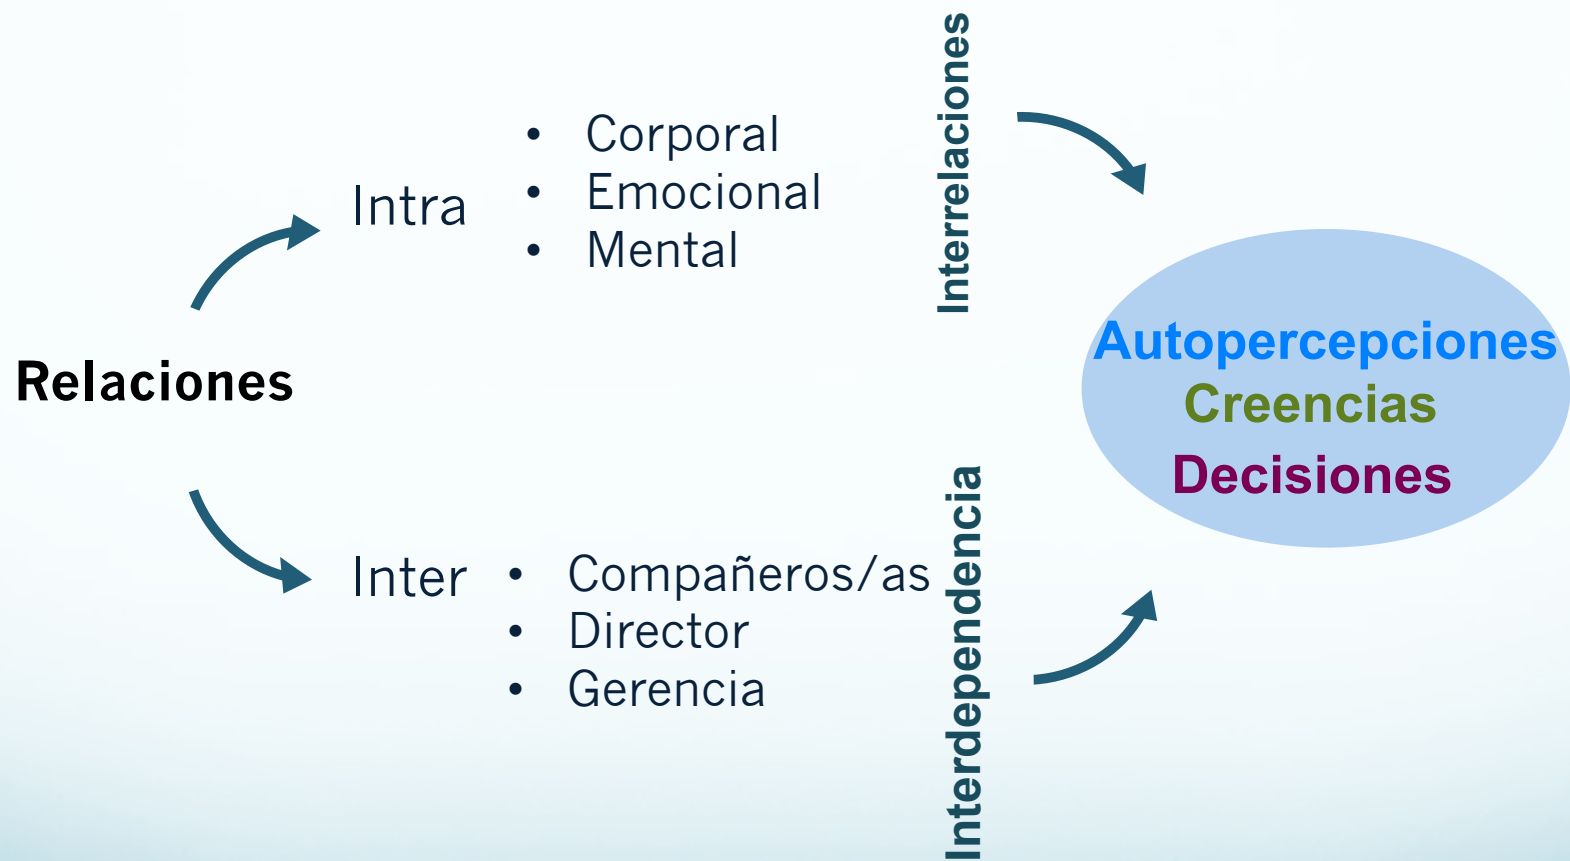 Relaciones
Intra
• Corporal
• Emocional
• Mental
Interrelaciones
Inter
• Compañeros/as
• Director
• Gerencia
Interdependencia
Autopercepciones
Creencias
Decisiones